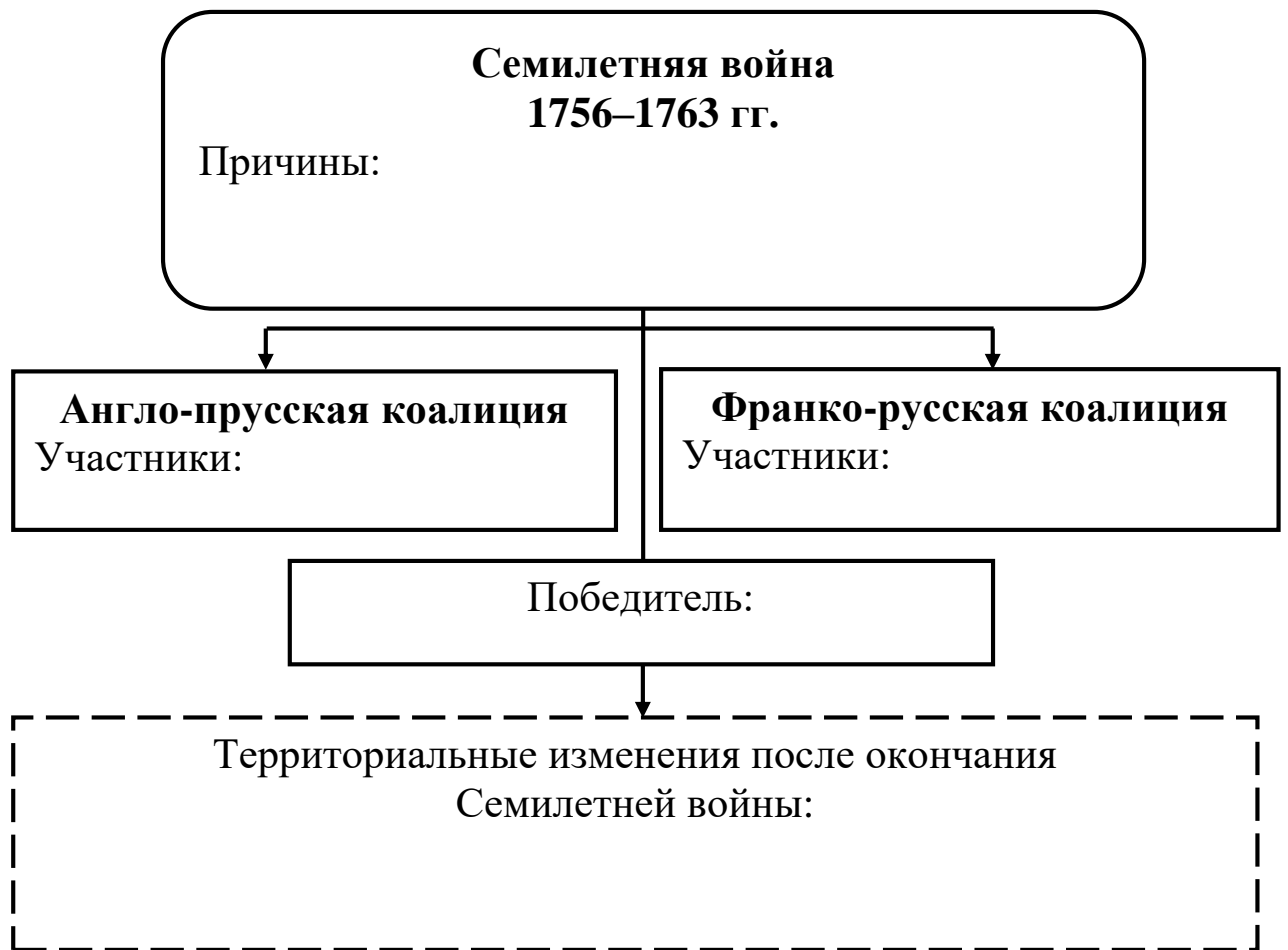 Семилетняя война
1756–1763 гг.
Причины:
Англо-прусская коалиция
Участники:
Франко-русская коалиция
Участники:
Победитель:
Территориальные изменения после окончания
Семилетней войны: